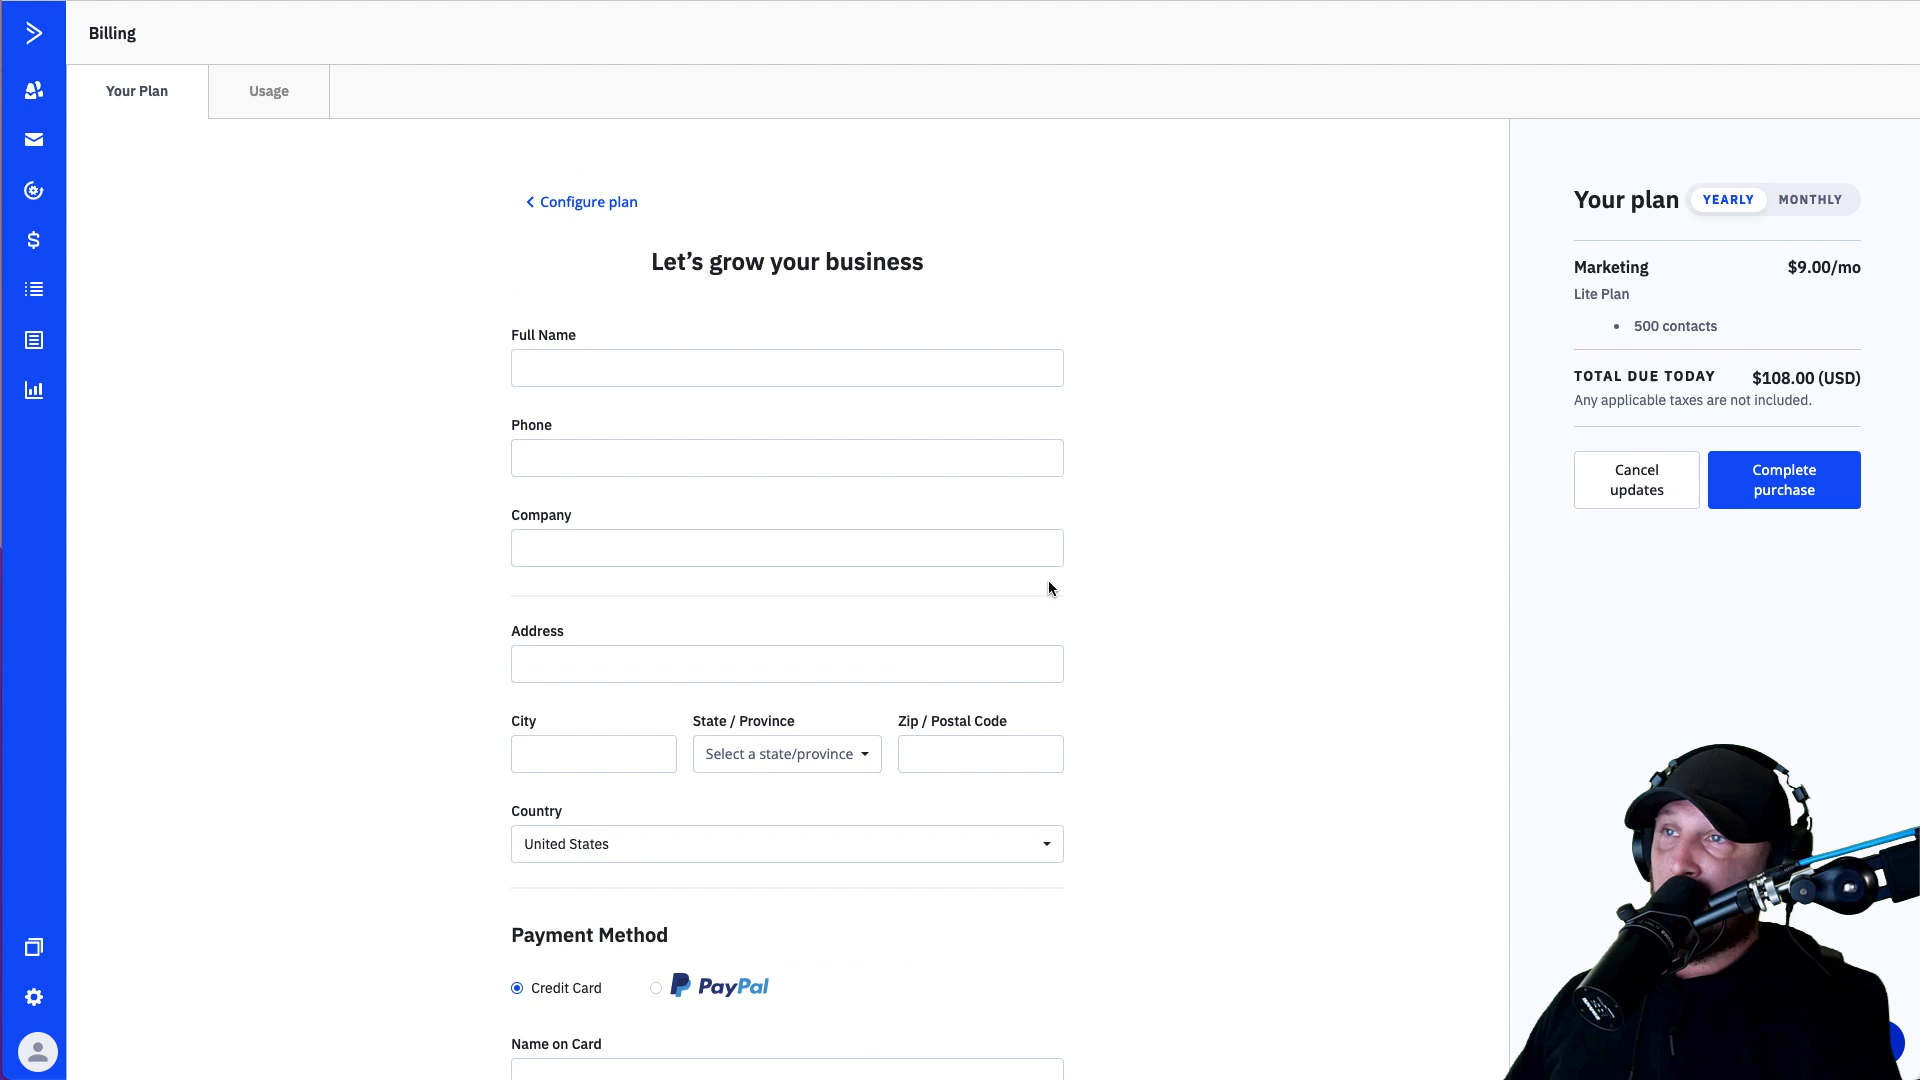 Billing
Your Plan
Usage
Configure plan
Let’s grow your business
Full Name
Phone
Company
Address
City
State / Province
Zip / Postal Code
Select a state/province
Country
United States
Payment Method
Credit Card
PayPal
Name on Card
Your plan
YEARLY
MONTHLY
Marketing
$9.00/mo
Lite Plan
• 500 contacts
TOTAL DUE TODAY
$108.00 (USD)
Any applicable taxes are not included.
Cancel
updates
Complete
purchase